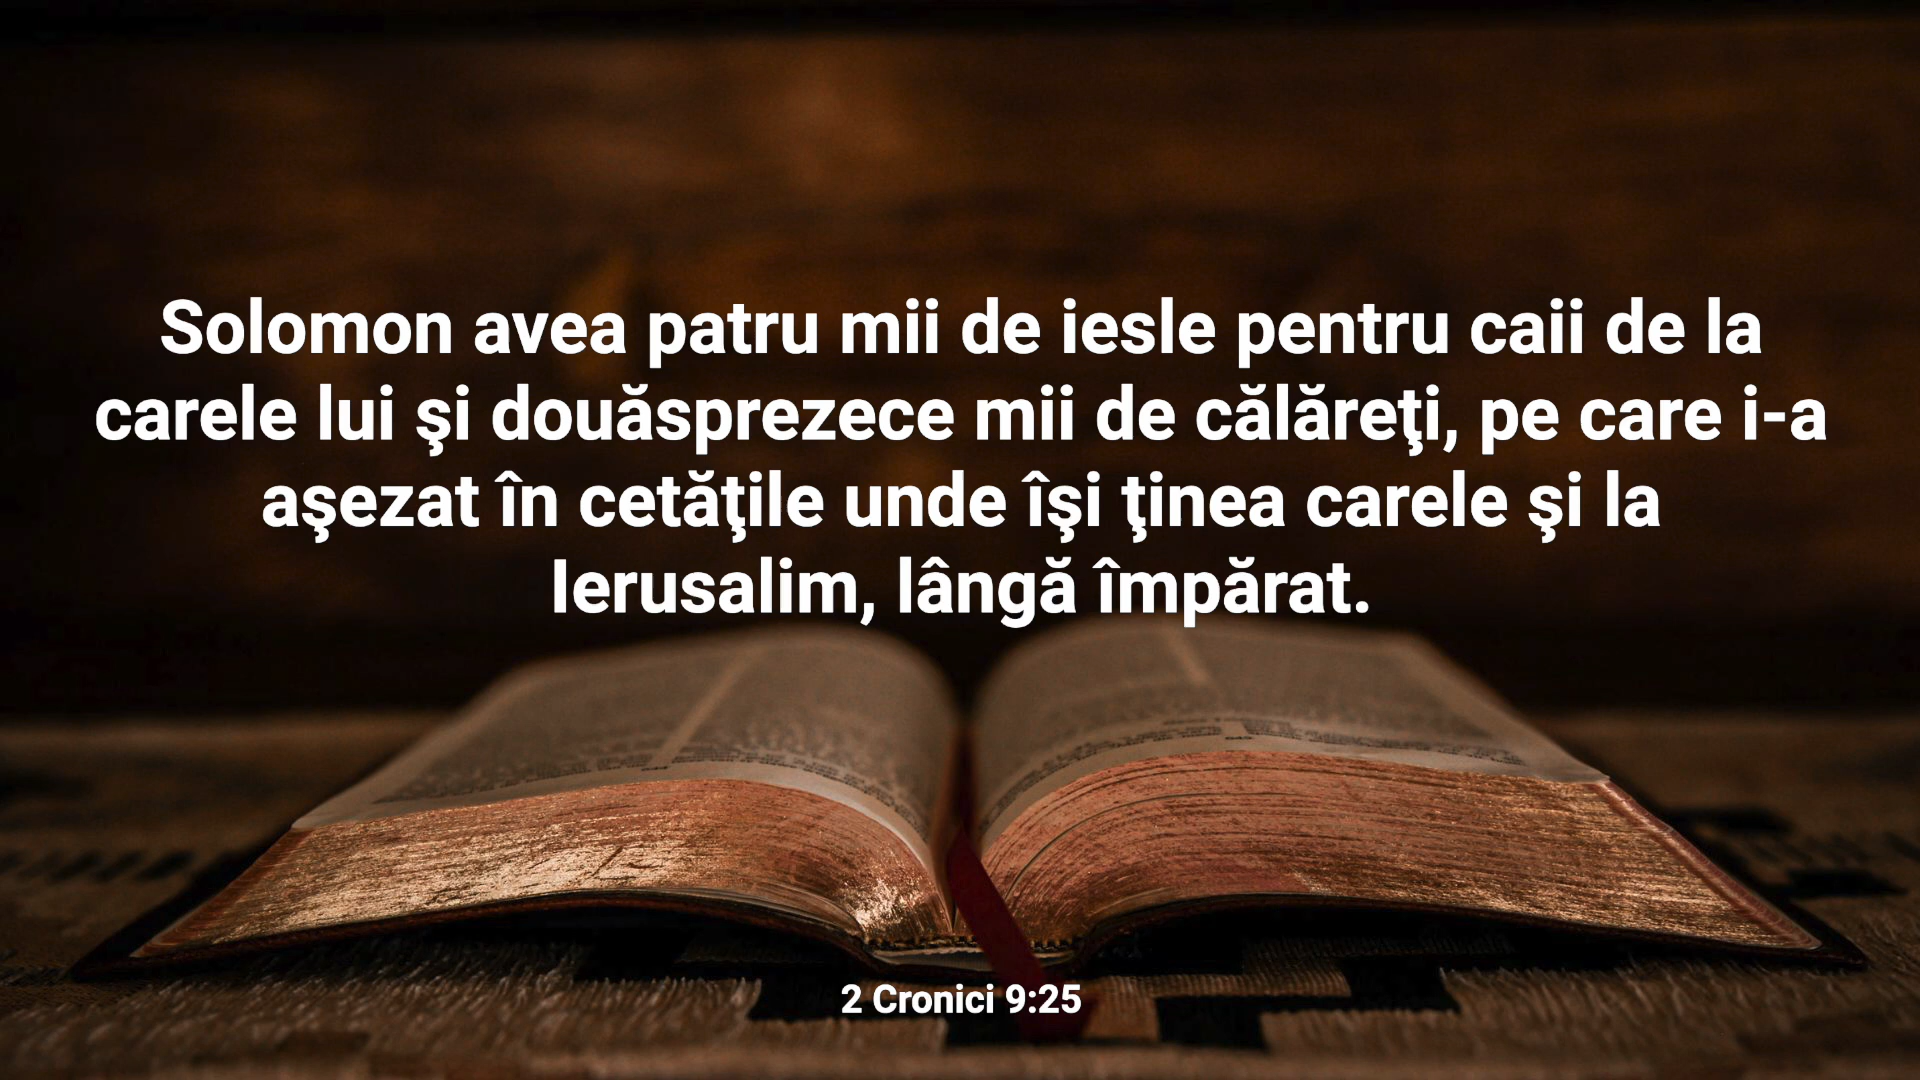 Solomon avea patru mii de iesle pentru caii de la
carele lui şi douăsprezece mii de călăreţi, pe care i-a
aşezat în cetăţile unde îşi ţinea carele şi la
Ierusalim, lângă împărat.
2 Cronici 9:25